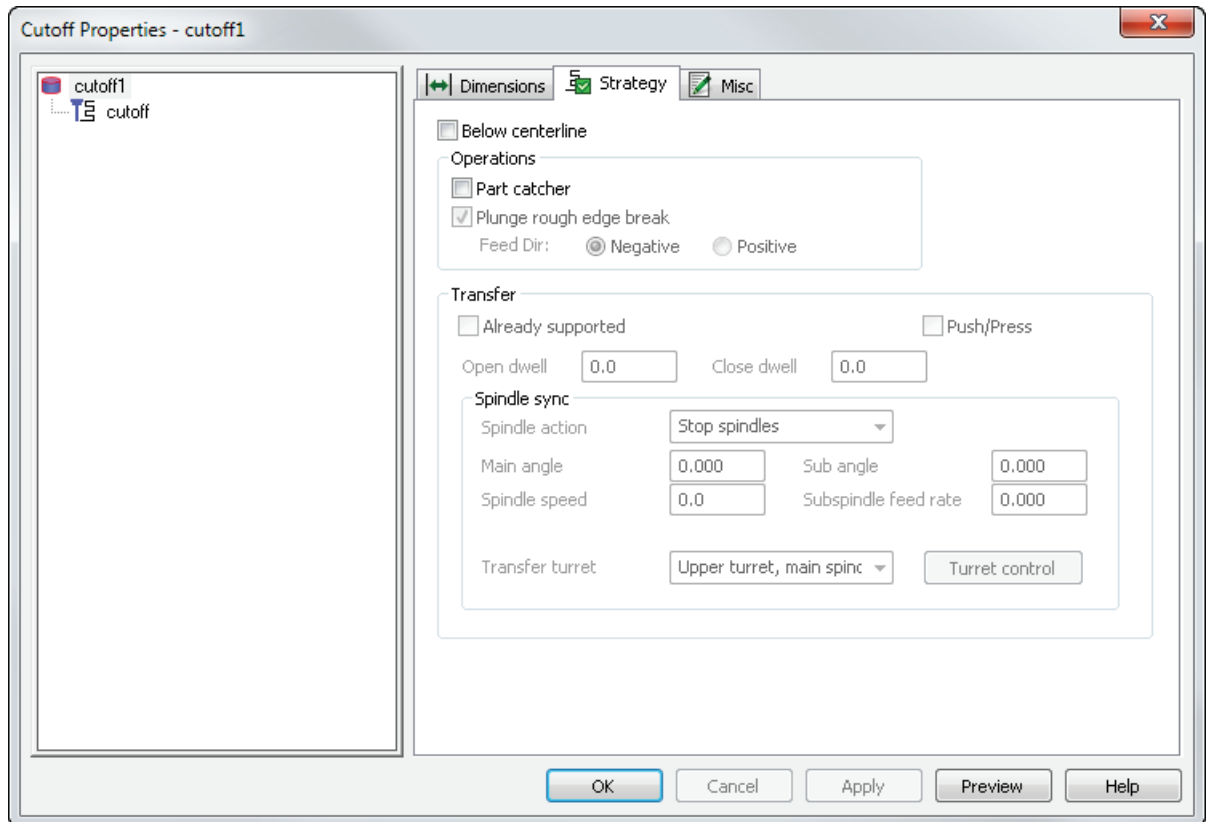 Cutoff Properties - cutoff1
cutoff1
cutoff
Dimensions Strategy Misc
Below centerline
Operations
Part catcher
Plunge rough edge break
Feed Dir: Negative Positive
Transfer
Already supported Push/Press
Open dwell 0.0 Close dwell 0.0
Spindle sync
Spindle action Stop spindles
Main angle 0.000 Sub angle 0.000
Spindle speed 0.0 Subspindle feed rate 0.000
Transfer turret Upper turret, main spinc Turret control
OK Cancel Apply Preview Help